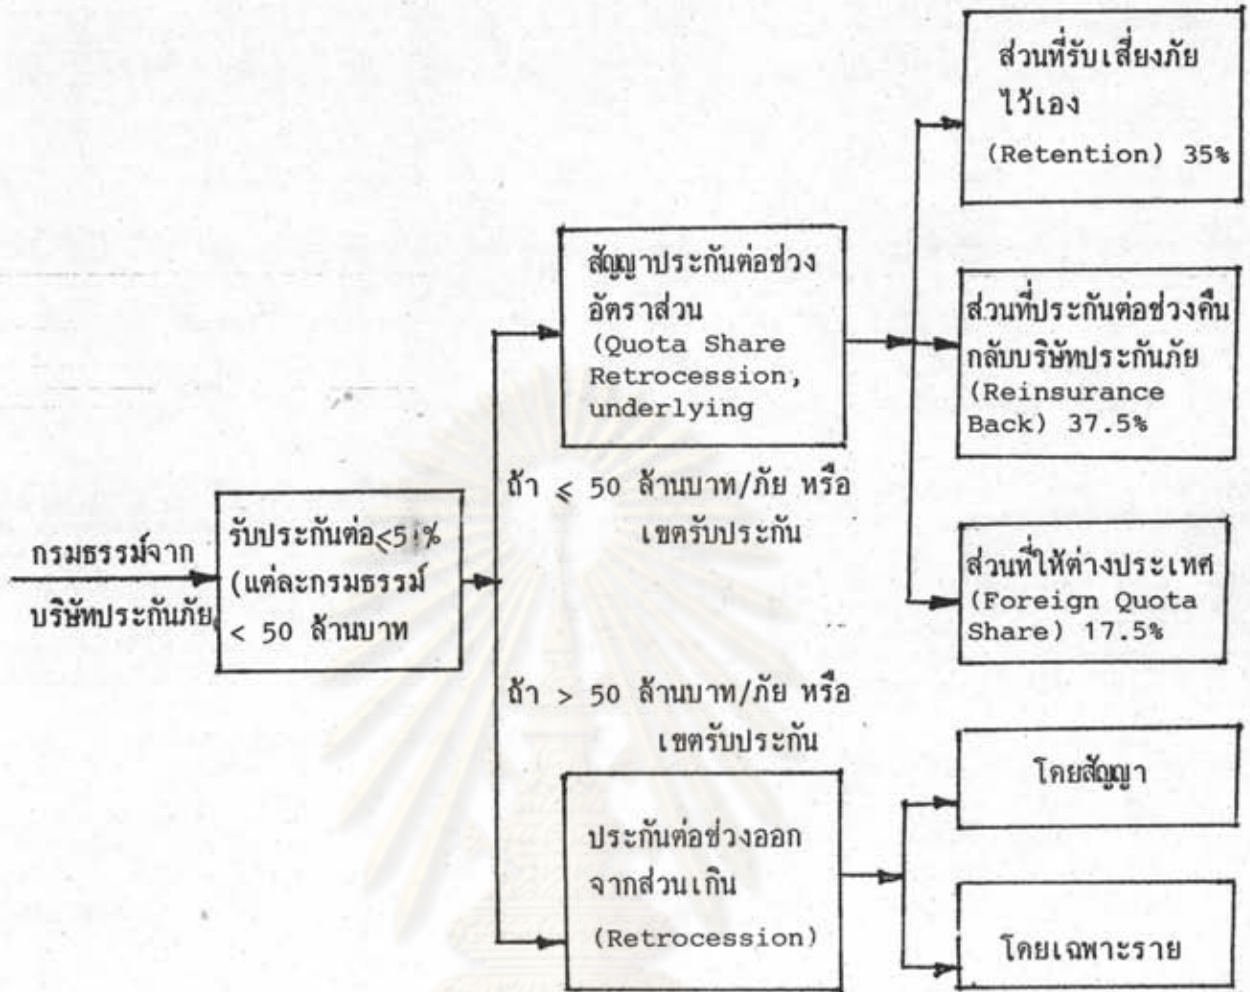 กรมธรรม์จาก
บริษัทประกันภัย
รับประกันต่อ
(แต่ละกรมธรรม์
< 50 ล้านบาท
สัญญาประกันต่อช่วง
อัตราส่วน
(Quota Share
Retrocession,
underlying
ถ้า ≤ 50 ล้านบาท/ภัย หรือ
เขตรับประกัน
ถ้า > 50 ล้านบาท/ภัย หรือ
เขตรับประกัน
ประกันต่อช่วงออก
จากส่วนเกิน
(Retrocession)
ส่วนที่รับเสี่ยงภัย
ไว้เอง
(Retention) 35%
ส่วนที่ประกันต่อช่วงคืน
กลับบริษัทประกันภัย
(Reinsurance
Back) 37.5%
ส่วนที่ให้ต่างประเทศ
(Foreign Quota
Share) 17.5%
โดยสัญญา
โดยเฉพาะราย